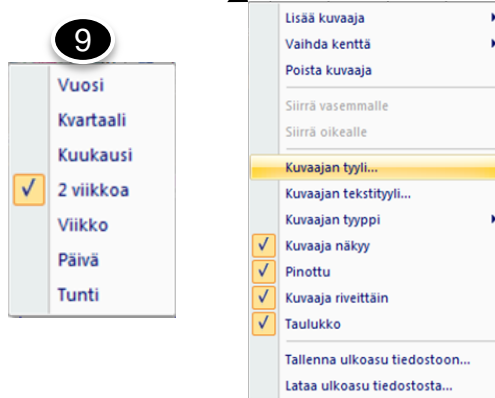 9
Vuosi
Kvartaali
Kuukausi
2 viikkoa
Viikko
Päivä
Tunti
Lisää kuvaaja
Vaihda kenttä
Poista kuvaaja
Siirrä vasemmalle
Siirrä oikealle
Kuvaajan tyyli...
Kuvaajan tekstityyli...
Kuvaajan tyyppi
Kuvaaja näkyy
Pinottu
Kuvaaja riveittäin
Taulukko
Tallenna ulkoasu tiedostoon...
Lataa ulkoasu tiedostosta...